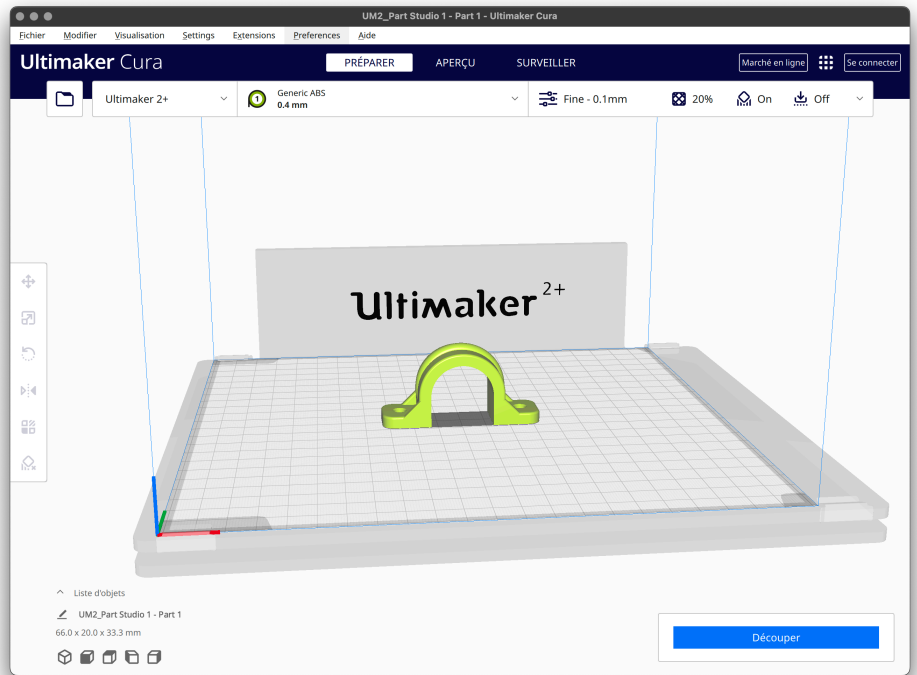 UM2_Part Studio 1 - Part 1 - Ultimaker Cura
Fichier Modifier Visualisation Settings Extensions Preferences Aide
Ultimaker Cura
PRÉPARER APERÇU SURVEILLER
Marché en ligne Se connecter
Ultimaker 2+
1
Generic ABS
0.4 mm
Fine - 0.1mm
20%
On
Off
Ultimaker 2+
Liste d'objets
UM2_Part Studio 1 - Part 1
66.0 x 20.0 x 33.3 mm
Découper